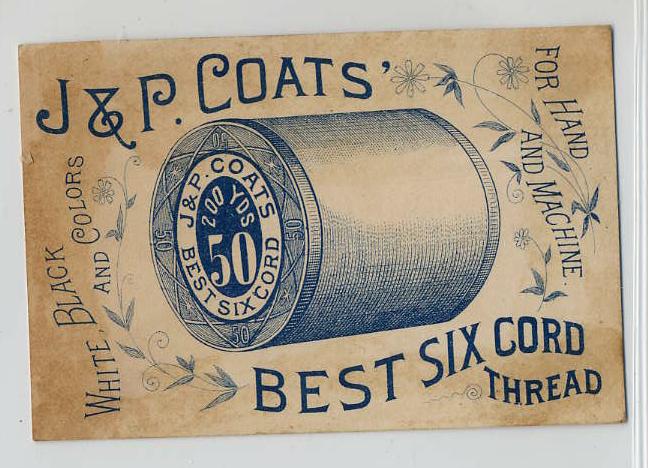 J & P. COATS'
FOR HAND
AND MACHINE.
WHITE, BLACK
AND COLORS
50
50
50
50
J. & P. COATS
200 YDS
50
BEST SIX CORD
BEST SIX CORD
THREAD